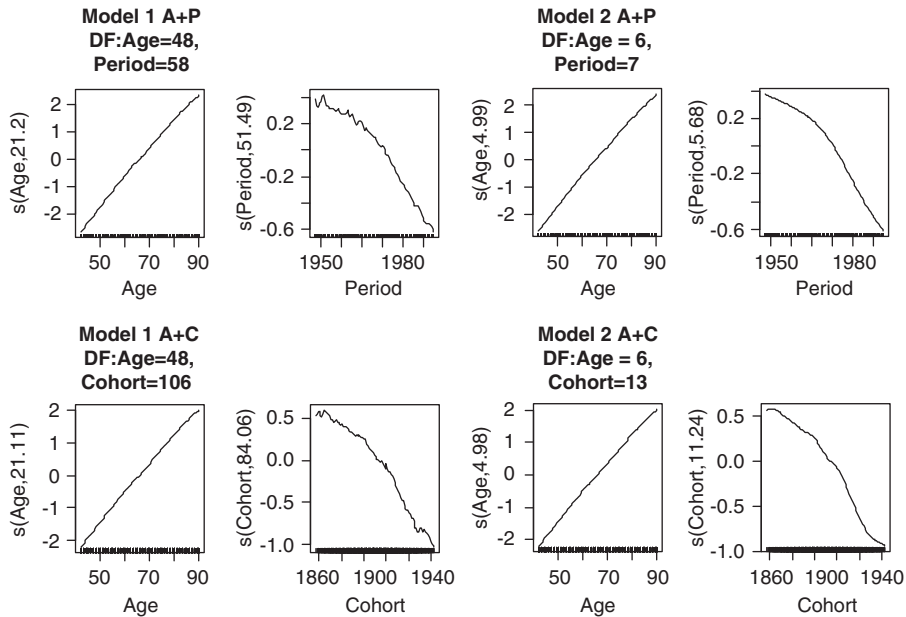 Model 1 A+P
DF:Age=48,
Period=58
s(Age,21.2)
2
1
0
-1
-2
50
70
90
Age
s(Period,51.49)
0.2
-0.2
-0.6
1950
1980
Period
Model 2 A+P
DF:Age = 6,
Period=7
s(Age,4.99)
2
1
0
-1
-2
50
70
90
Age
s(Period,5.68)
0.2
-0.2
-0.6
1950
1980
Period
Model 1 A+C
DF:Age=48,
Cohort=106
s(Age,21.11)
2
1
0
-1
-2
50
70
90
Age
s(Cohort,84.06)
0.5
0.0
-0.5
-1.0
1860
1900
1940
Cohort
Model 2 A+C
DF:Age = 6,
Cohort=13
s(Age,4.98)
2
1
0
-1
-2
50
70
90
Age
s(Cohort,11.24)
0.5
0.0
-0.5
-1.0
1860
1900
1940
Cohort